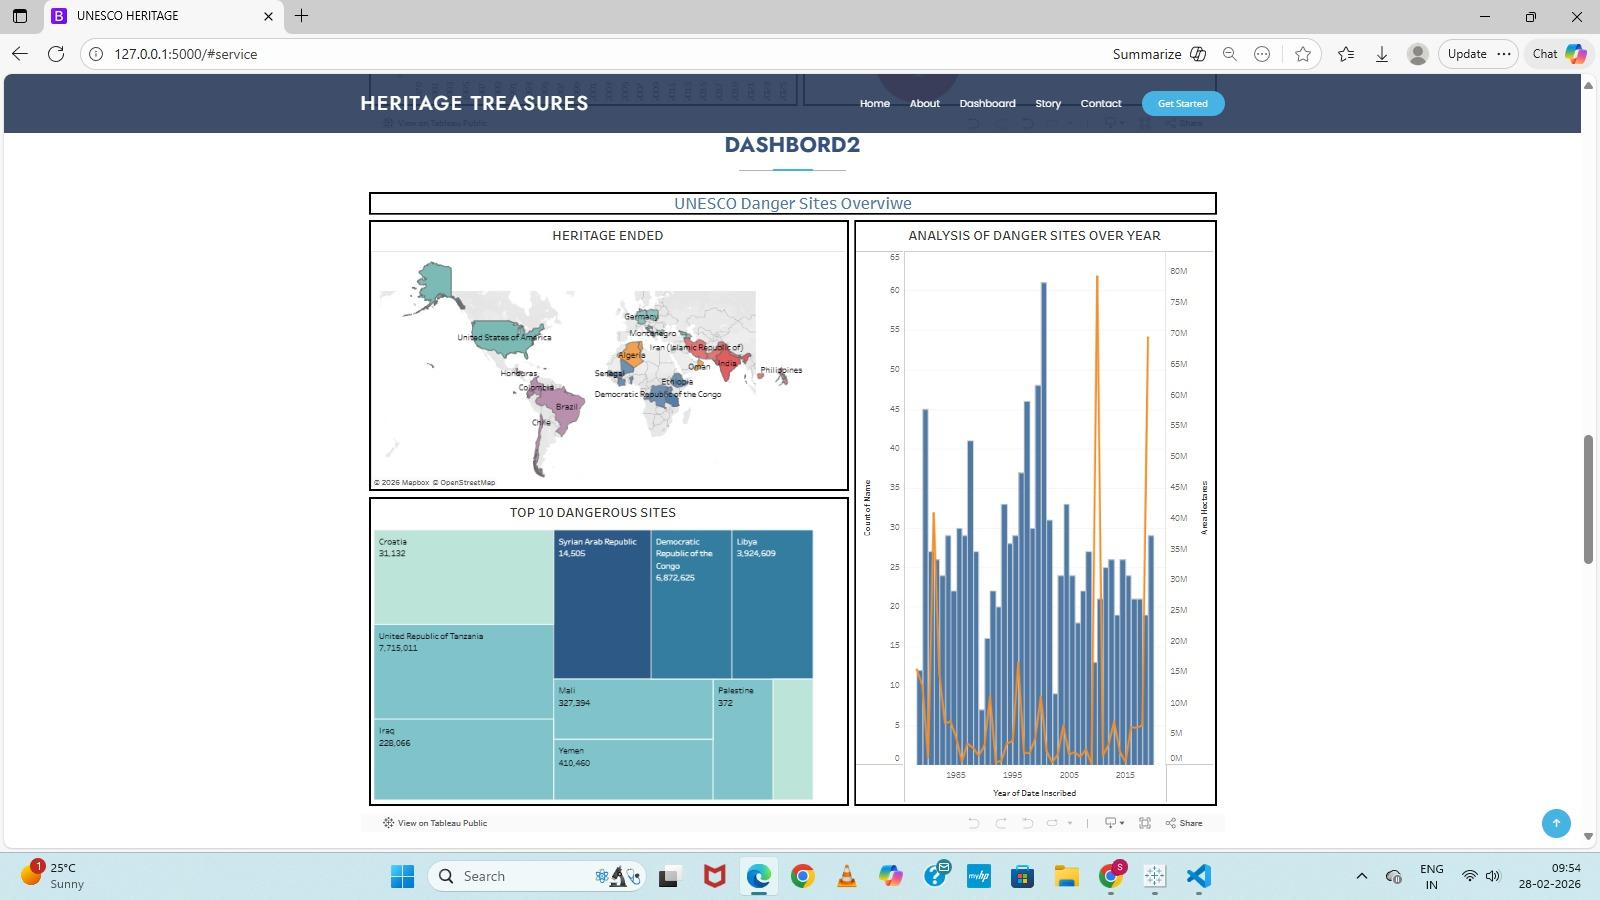 UNESCO HERITAGE
127.0.0.1:5000/#service
Summarize
Update
Chat
HERITAGE TREASURES
Home
About
Dashboard
Story
Contact
Get Started
View on Tableau Public
Share
DASHBORD2
UNESCO Danger Sites Overviwe
HERITAGE ENDED
Germany
Montenegro
United States of America
Iran (Islamic Republic of)
Algeria
India
Oman
Philippines
Honduras
Senegal
Ethiopia
Colombia
Democratic Republic of the Congo
Brazil
Chile
© 2026 Mapbox © OpenStreetMap
TOP 10 DANGEROUS SITES
Croatia
31,132
United Republic of Tanzania
7,715,011
Iraq
228,066
Syrian Arab Republic
14,505
Democratic
Republic of the
Congo
6,872,625
Libya
3,924,609
Mali
327,394
Yemen
410,460
Palestine
372
ANALYSIS OF DANGER SITES OVER YEAR
65
60
55
50
45
40
35
30
25
20
15
10
5
0
Count of Name
80M
75M
70M
65M
60M
55M
50M
45M
40M
35M
30M
25M
20M
15M
10M
5M
0M
Area Hectares
1985
1995
2005
2015
Year of Date Inscribed
View on Tableau Public
Share
1
25°C
Sunny
Search
myhp
S
ENG
IN
09:54
28-02-2026